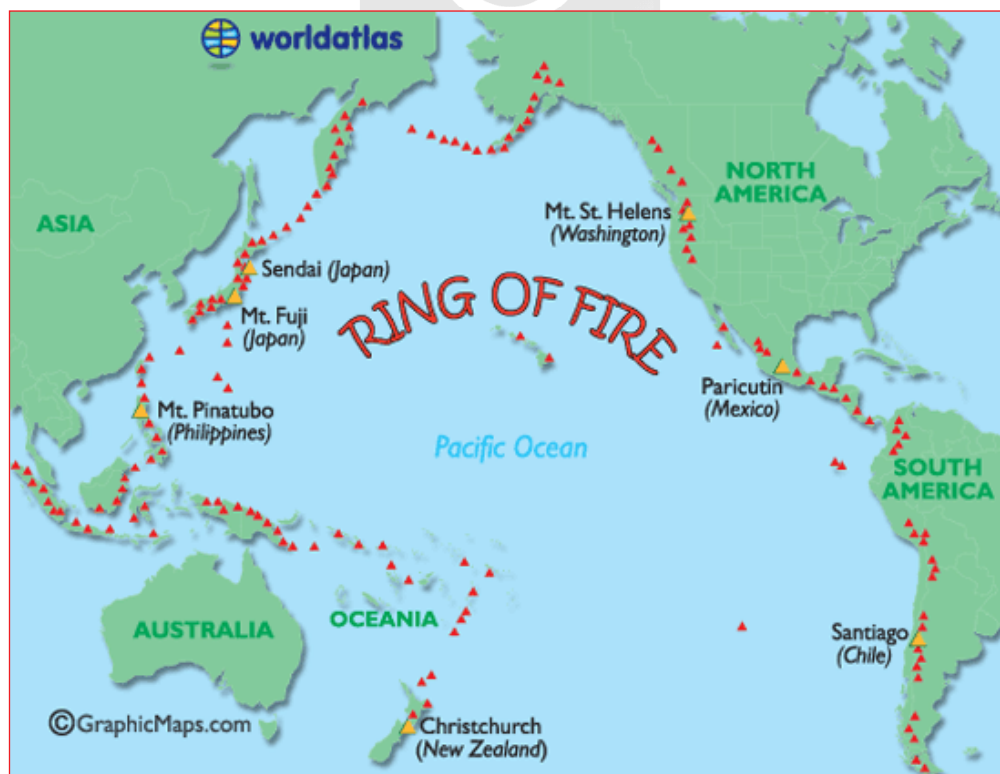 worldatlas
NORTH
AMERICA
ASIA
Mt. St. Helens
(Washington)
Sendai (Japan)
RING OF FIRE
Mt. Fuji
(Japan)
Paricutin
(Mexico)
Mt. Pinatubo
(Philippines)
Pacific Ocean
SOUTH
AMERICA
OCEANIA
AUSTRALIA
Santiago
(Chile)
©GraphicMaps.com
Christchurch
(New Zealand)